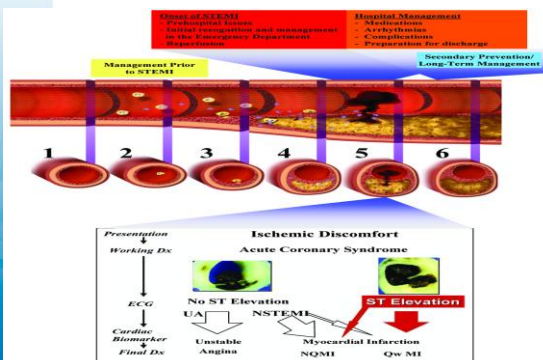 Onset of STEMI
- Prehospital Issues
- Initial recognition and management
in the Emergency Department
- Reperfusion
Hospital Management
- Medications
- Arrhythmias
- Complications
- Preparation for discharge
Management Prior
to STEMI
Secondary Prevention/
Long-Term Management
1 2 3 4 5 6
Presentation
Working Dx
ECG
Cardiac
Biomarker
Final Dx
Ischemic Discomfort
Acute Coronary Syndrome
No ST Elevation
ST Elevation
UA
NSTEMI
Unstable
Angina
Myocardial Infarction
NQMI
Qw MI